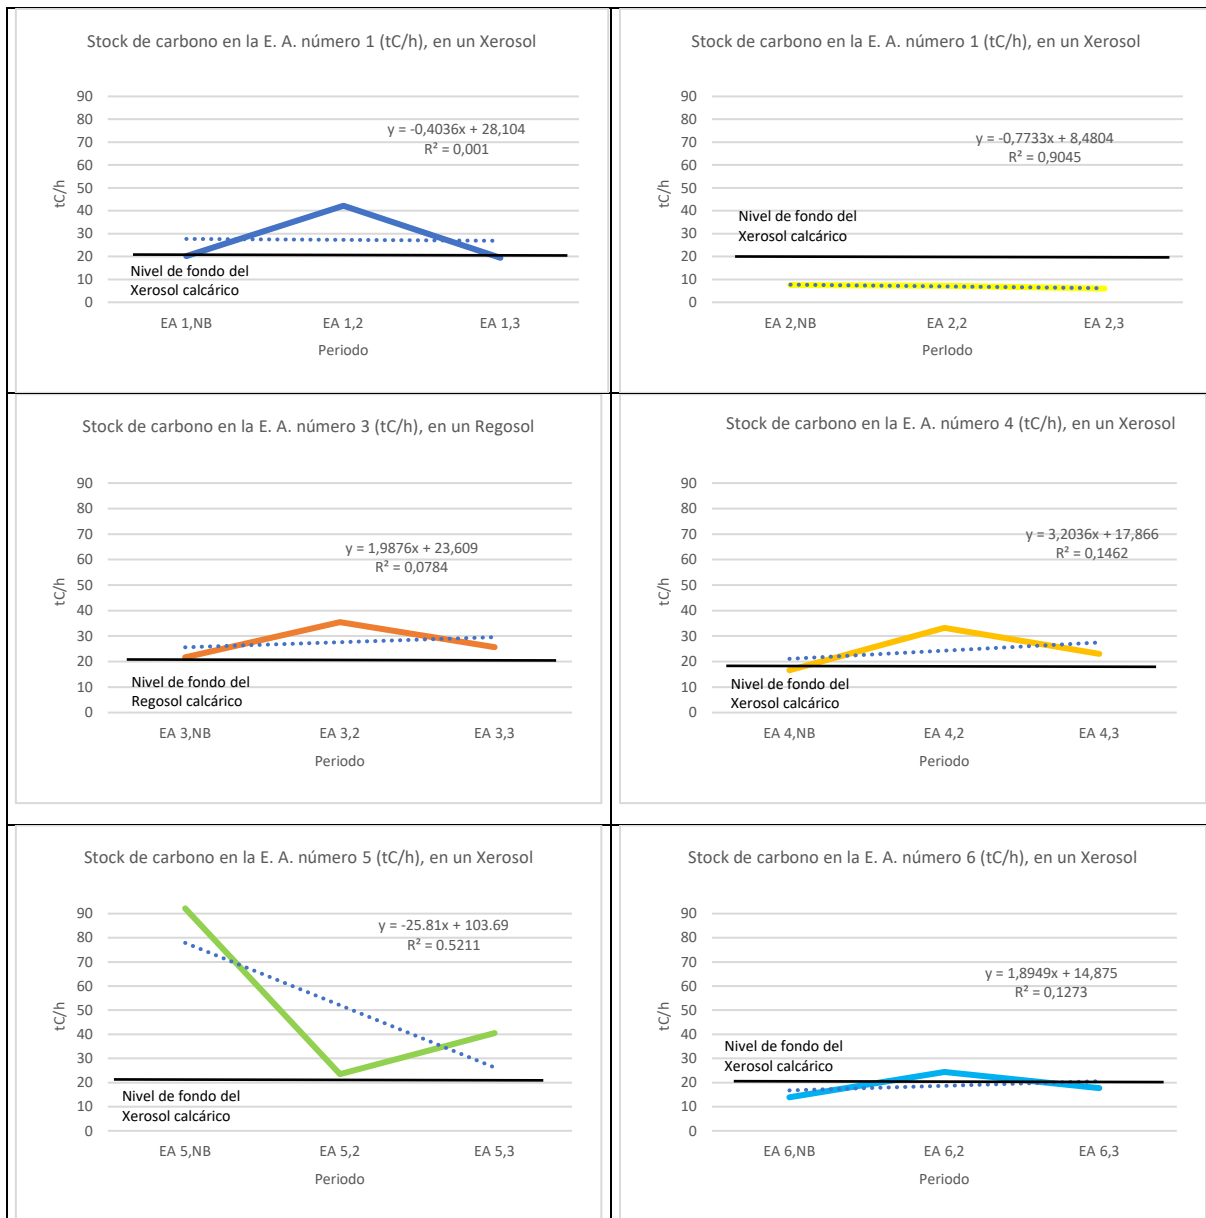 Stock de carbono en la E. A. número 1 (tC/h), en un Xerosol
90
80
70
60
50
40
30
20
10
0
tC/h
y = -0,4036x + 28,104
R² = 0,001
Nivel de fondo del
Xerosol calcárico
EA 1,NB
EA 1,2
EA 1,3
Periodo
Stock de carbono en la E. A. número 1 (tC/h), en un Xerosol
90
80
70
60
50
40
30
20
10
0
tC/h
y = -0,7733x + 8,4804
R² = 0,9045
Nivel de fondo del
Xerosol calcárico
EA 2,NB
EA 2,2
EA 2,3
Periodo
Stock de carbono en la E. A. número 3 (tC/h), en un Regosol
90
80
70
60
50
40
30
20
10
0
tC/h
y = 1,9876x + 23,609
R² = 0,0784
Nivel de fondo del
Regosol calcárico
EA 3,NB
EA 3,2
EA 3,3
Periodo
Stock de carbono en la E. A. número 4 (tC/h), en un Xerosol
90
80
70
60
50
40
30
20
10
0
tC/h
y = 3,2036x + 17,866
R² = 0,1462
Nivel de fondo del
Xerosol calcárico
EA 4,NB
EA 4,2
EA 4,3
Periodo
Stock de carbono en la E. A. número 5 (tC/h), en un Xerosol
90
80
70
60
50
40
30
20
10
0
tC/h
y = -25.81x + 103.69
R² = 0.5211
Nivel de fondo del
Xerosol calcárico
EA 5,NB
EA 5,2
EA 5,3
Periodo
Stock de carbono en la E. A. número 6 (tC/h), en un Xerosol
90
80
70
60
50
40
30
20
10
0
tC/h
y = 1,8949x + 14,875
R² = 0,1273
Nivel de fondo del
Xerosol calcárico
EA 6,NB
EA 6,2
EA 6,3
Periodo